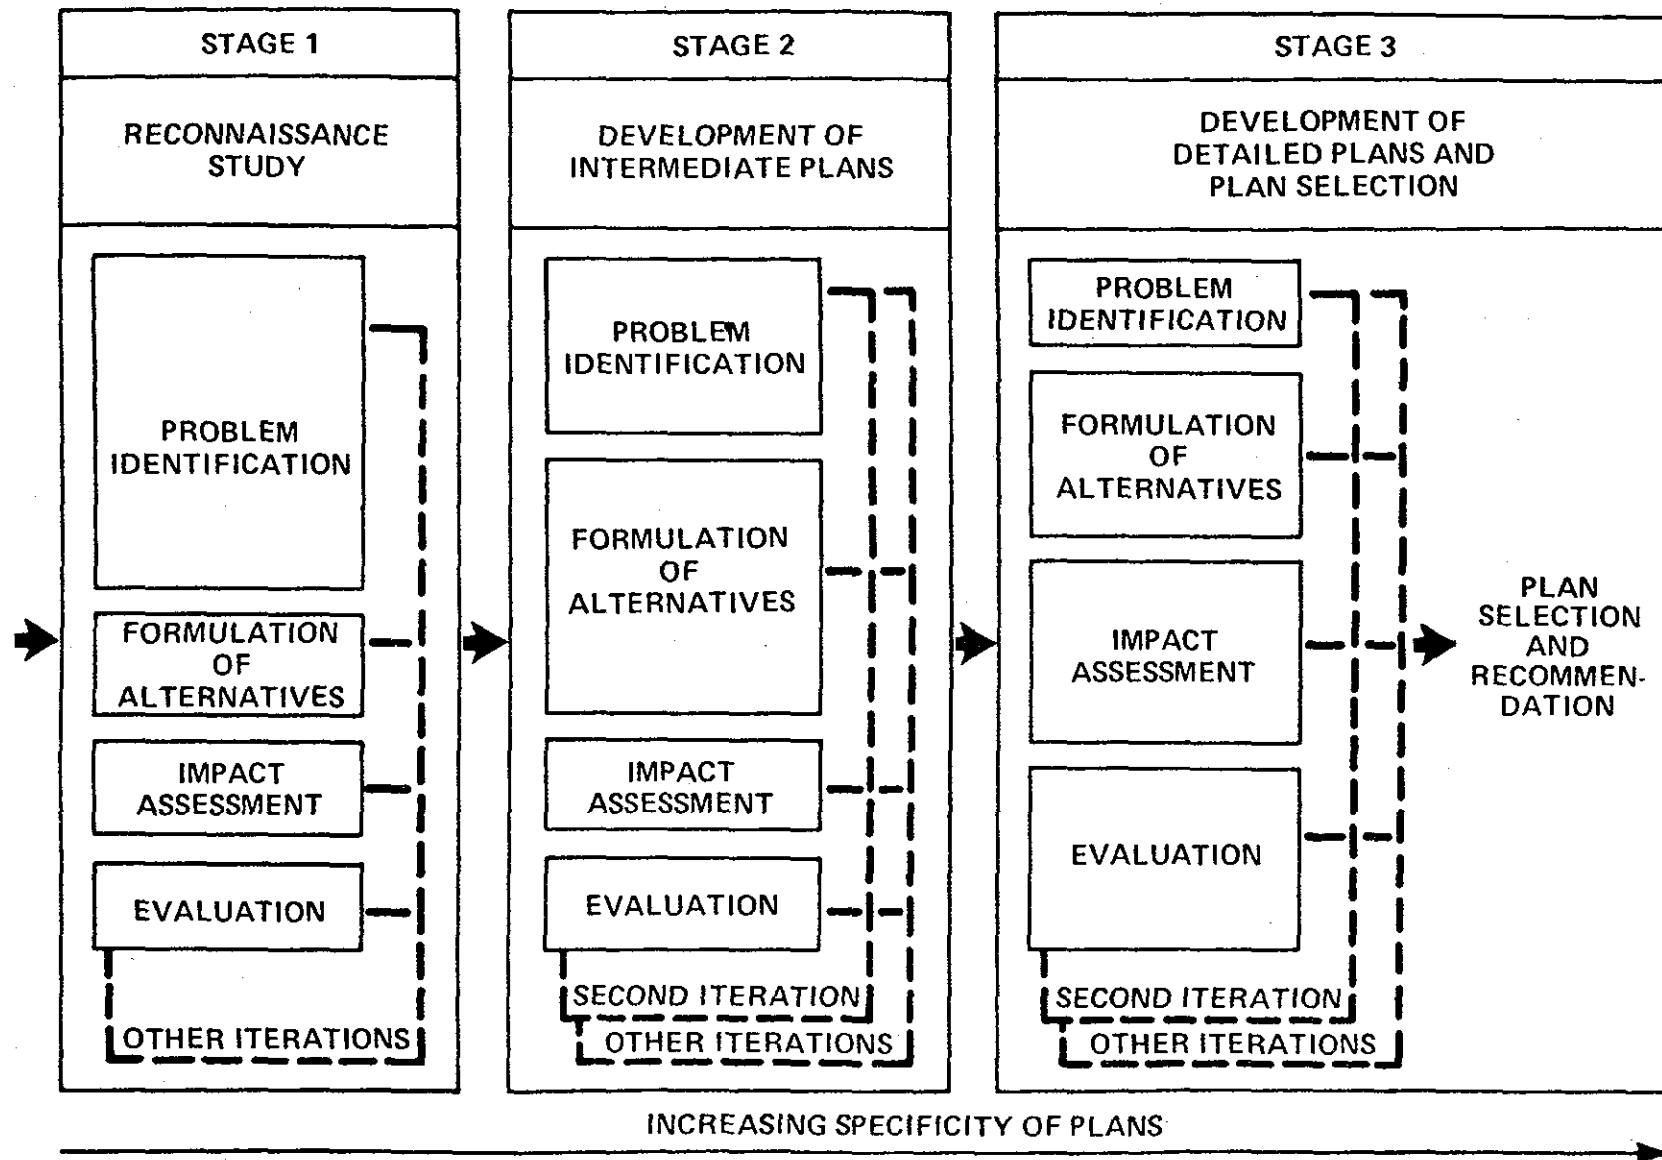 STAGE 1
RECONNAISSANCE
STUDY
PROBLEM
IDENTIFICATION
FORMULATION
OF
ALTERNATIVES
IMPACT
ASSESSMENT
EVALUATION
OTHER ITERATIONS
STAGE 2
DEVELOPMENT OF
INTERMEDIATE PLANS
PROBLEM
IDENTIFICATION
FORMULATION
OF
ALTERNATIVES
IMPACT
ASSESSMENT
EVALUATION
SECOND ITERATION
OTHER ITERATIONS
STAGE 3
DEVELOPMENT OF
DETAILED PLANS AND
PLAN SELECTION
PROBLEM
IDENTIFICATION
FORMULATION
OF
ALTERNATIVES
IMPACT
ASSESSMENT
EVALUATION
SECOND ITERATION
OTHER ITERATIONS
PLAN
SELECTION
AND
RECOMMEN-
DATION
INCREASING SPECIFICITY OF PLANS